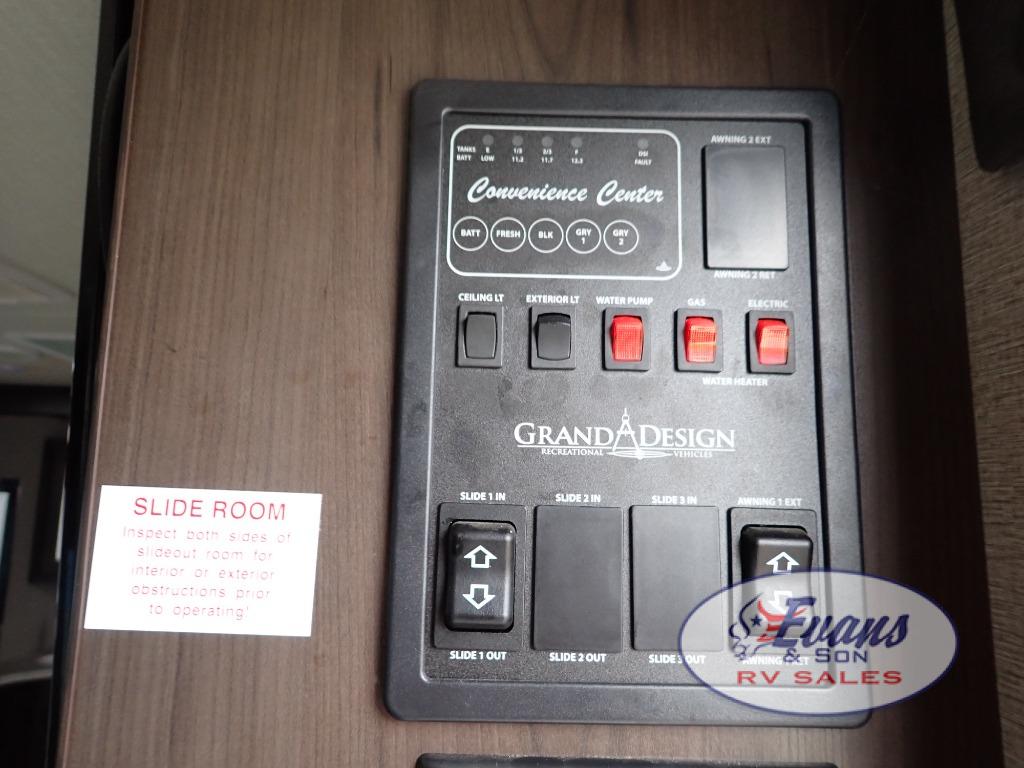 TANKS E 1/3 2/3 F DSI
BATT LOW 11.2 11.7 12.3 FAULT
Convenience Center
BATT FRESH BLK GRY 1 GRY 2
AWNING 2 EXT
AWNING 2 RET
CEILING LT EXTERIOR LT WATER PUMP GAS ELECTRIC
WATER HEATER
GRAND DESIGN
RECREATIONAL VEHICLES
SLIDE 1 IN SLIDE 2 IN SLIDE 3 IN AWNING 1 EXT
SLIDE 1 OUT SLIDE 2 OUT SLIDE 3 OUT AWNING
SLIDE ROOM
Inspect both sides of
slideout room for
interior or exterior
obstructions prior
to operating!
Evans
& SON
RV SALES